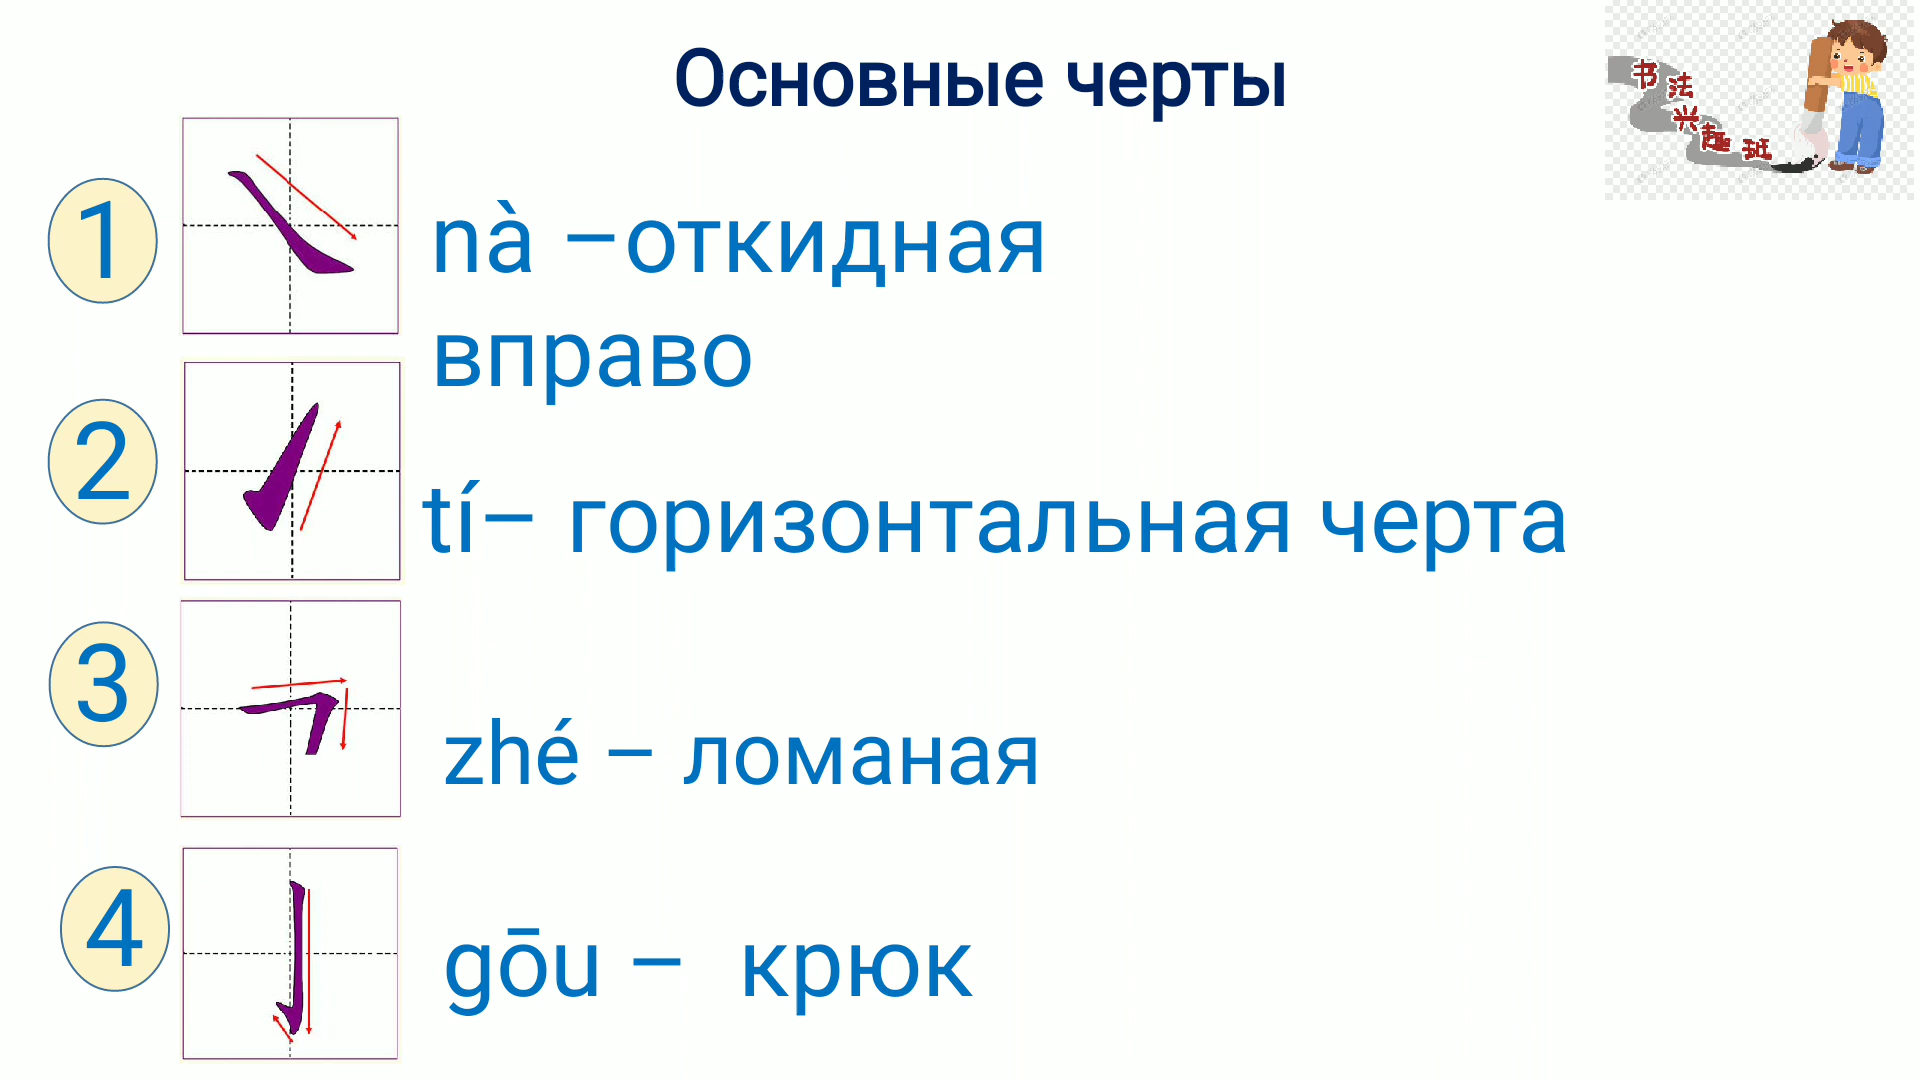 Основные черты
书法兴趣班
1
nà –откидная
вправо
2
tí– горизонтальная черта
3
zhé – ломаная
4
gōu – крюк